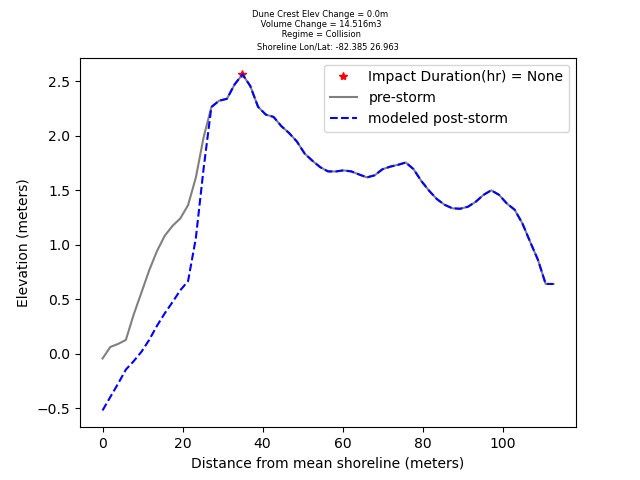 Dune Crest Elev Change = 0.0m
Volume Change = 14.516m3
Regime = Collision
Shoreline Lon/Lat: -82.385 26.963
Impact Duration(hr) = None
pre-storm
modeled post-storm
Elevation (meters)
2.5
2.0
1.5
1.0
0.5
0.0
−0.5
0 20 40 60 80 100
Distance from mean shoreline (meters)